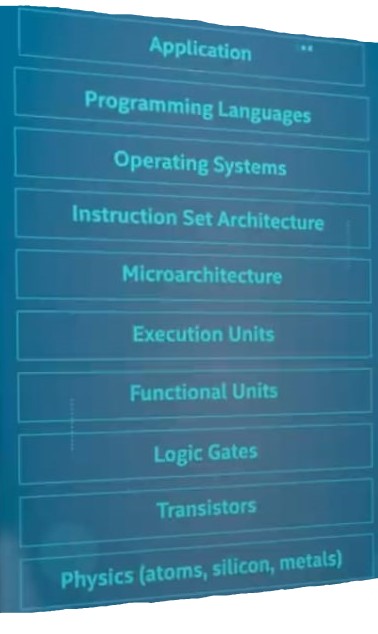 Application
Programming Languages
Operating Systems
Instruction Set Architecture
Microarchitecture
Execution Units
Functional Units
Logic Gates
Transistors
Physics (atoms, silicon, metals)